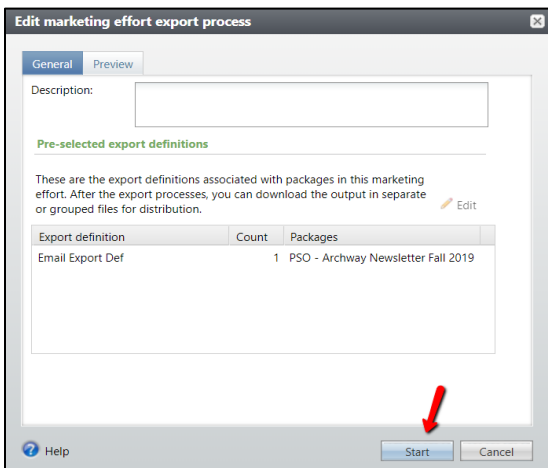 Edit marketing effort export process
General Preview
Description:
Pre-selected export definitions
These are the export definitions associated with packages in this marketing
effort. After the export processes, you can download the output in separate
or grouped files for distribution.
Edit
Export definition Count Packages
Email Export Def 1 PSO - Archway Newsletter Fall 2019
Help Start Cancel